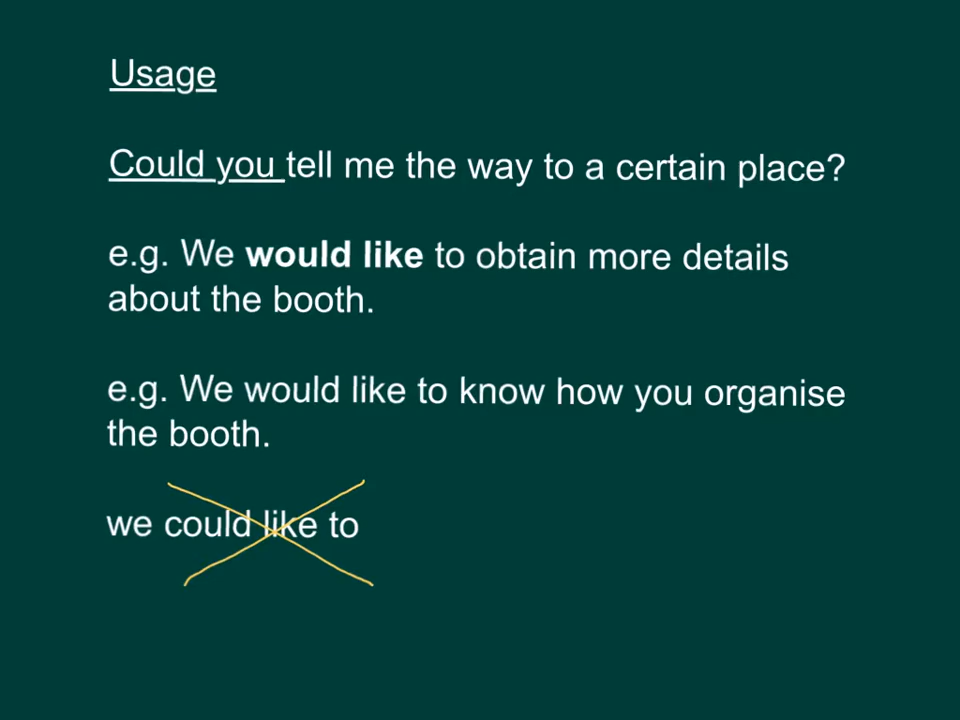 Usage
Could you tell me the way to a certain place?
e.g. We would like to obtain more details
about the booth.
e.g. We would like to know how you organise
the booth.
we could like to